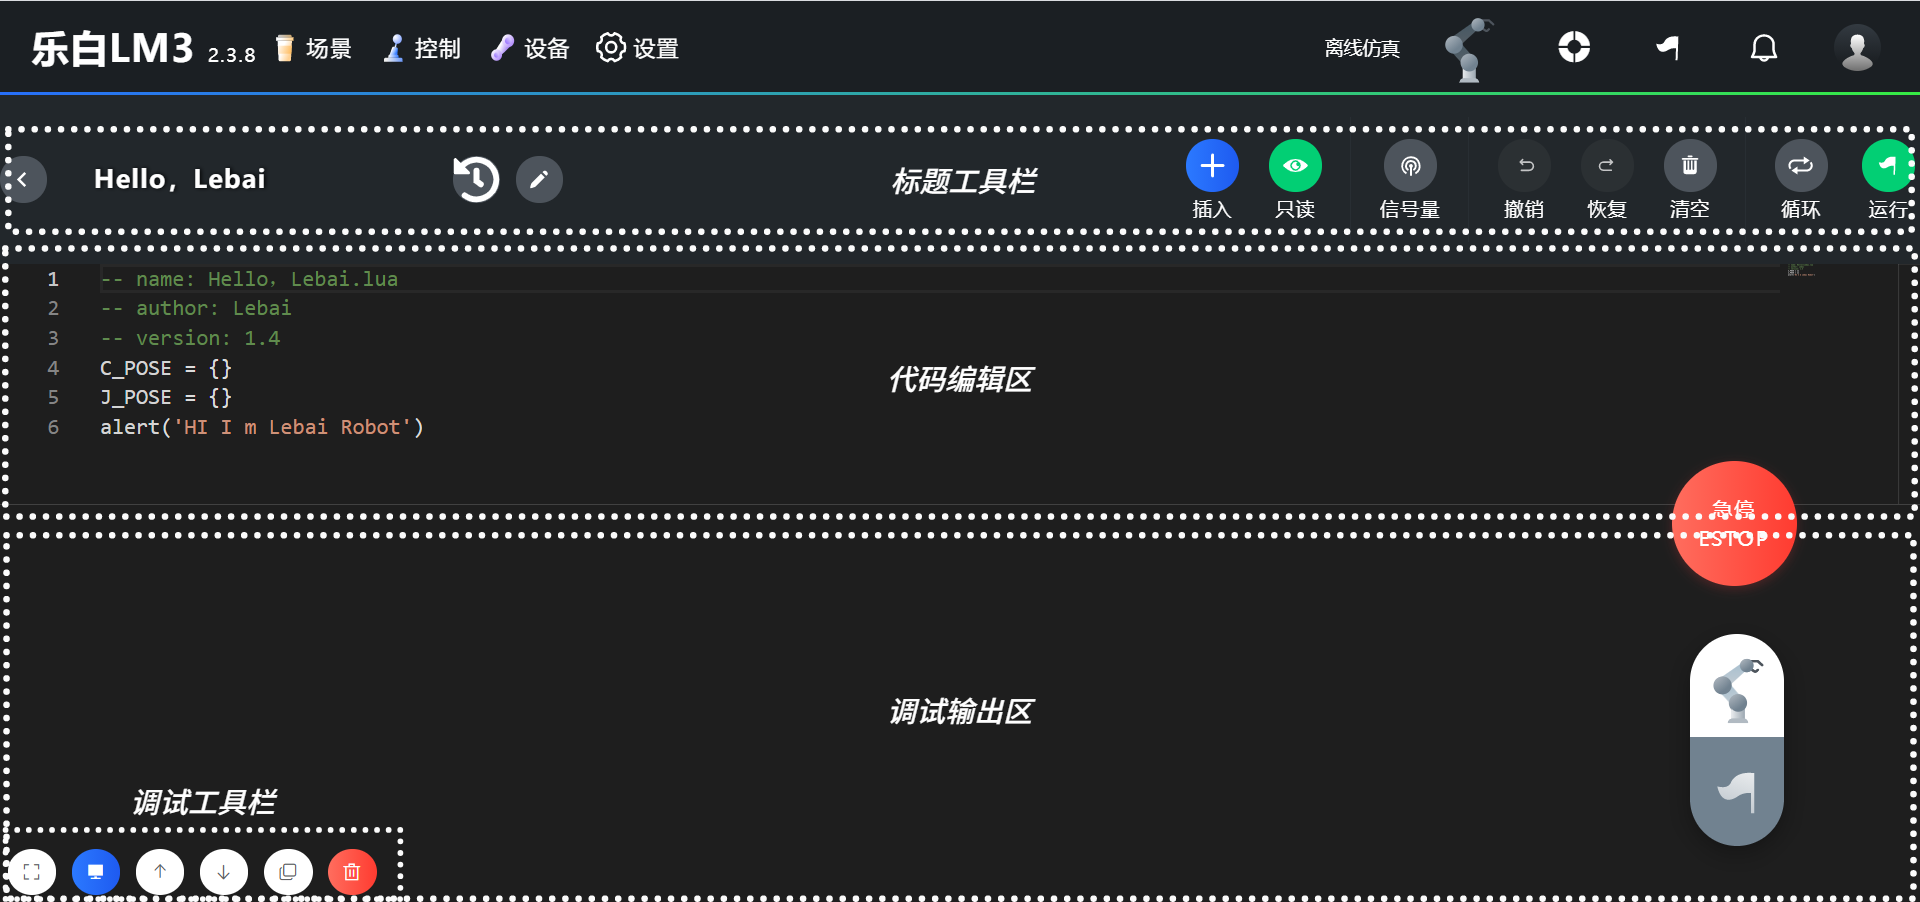 乐白LM3 2.3.8 场景 控制 设备 设置 离线仿真
Hello，Lebai
标题工具栏
插入 只读 信号量 撤销 恢复 清空 循环 运行
1 -- name: Hello，Lebai.lua
2 -- author: Lebai
3 -- version: 1.4
4 C_POSE = {}
5 J_POSE = {}
6 alert('HI I m Lebai Robot')
代码编辑区
急停
ESTOP
调试输出区
调试工具栏